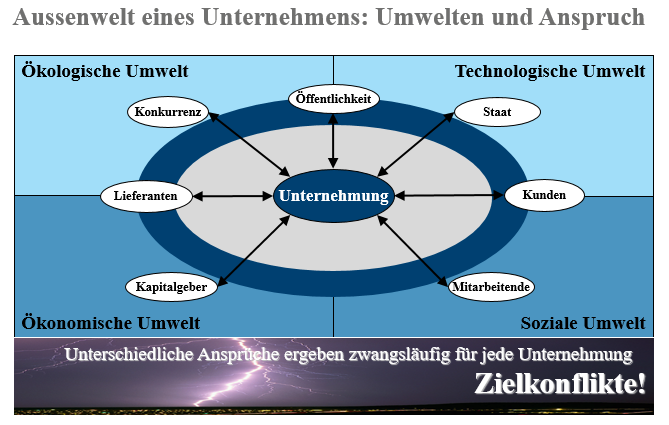 Aussenwelt eines Unternehmens: Umwelten und Anspruch
Ökologische Umwelt
Technologische Umwelt
Öffentlichkeit
Konkurrenz
Staat
Lieferanten
Unternehmung
Kunden
Kapitalgeber
Mitarbeitende
Ökonomische Umwelt
Soziale Umwelt
Unterschiedliche Ansprüche ergeben zwangsläufig für jede Unternehmung
Zielkonflikte!